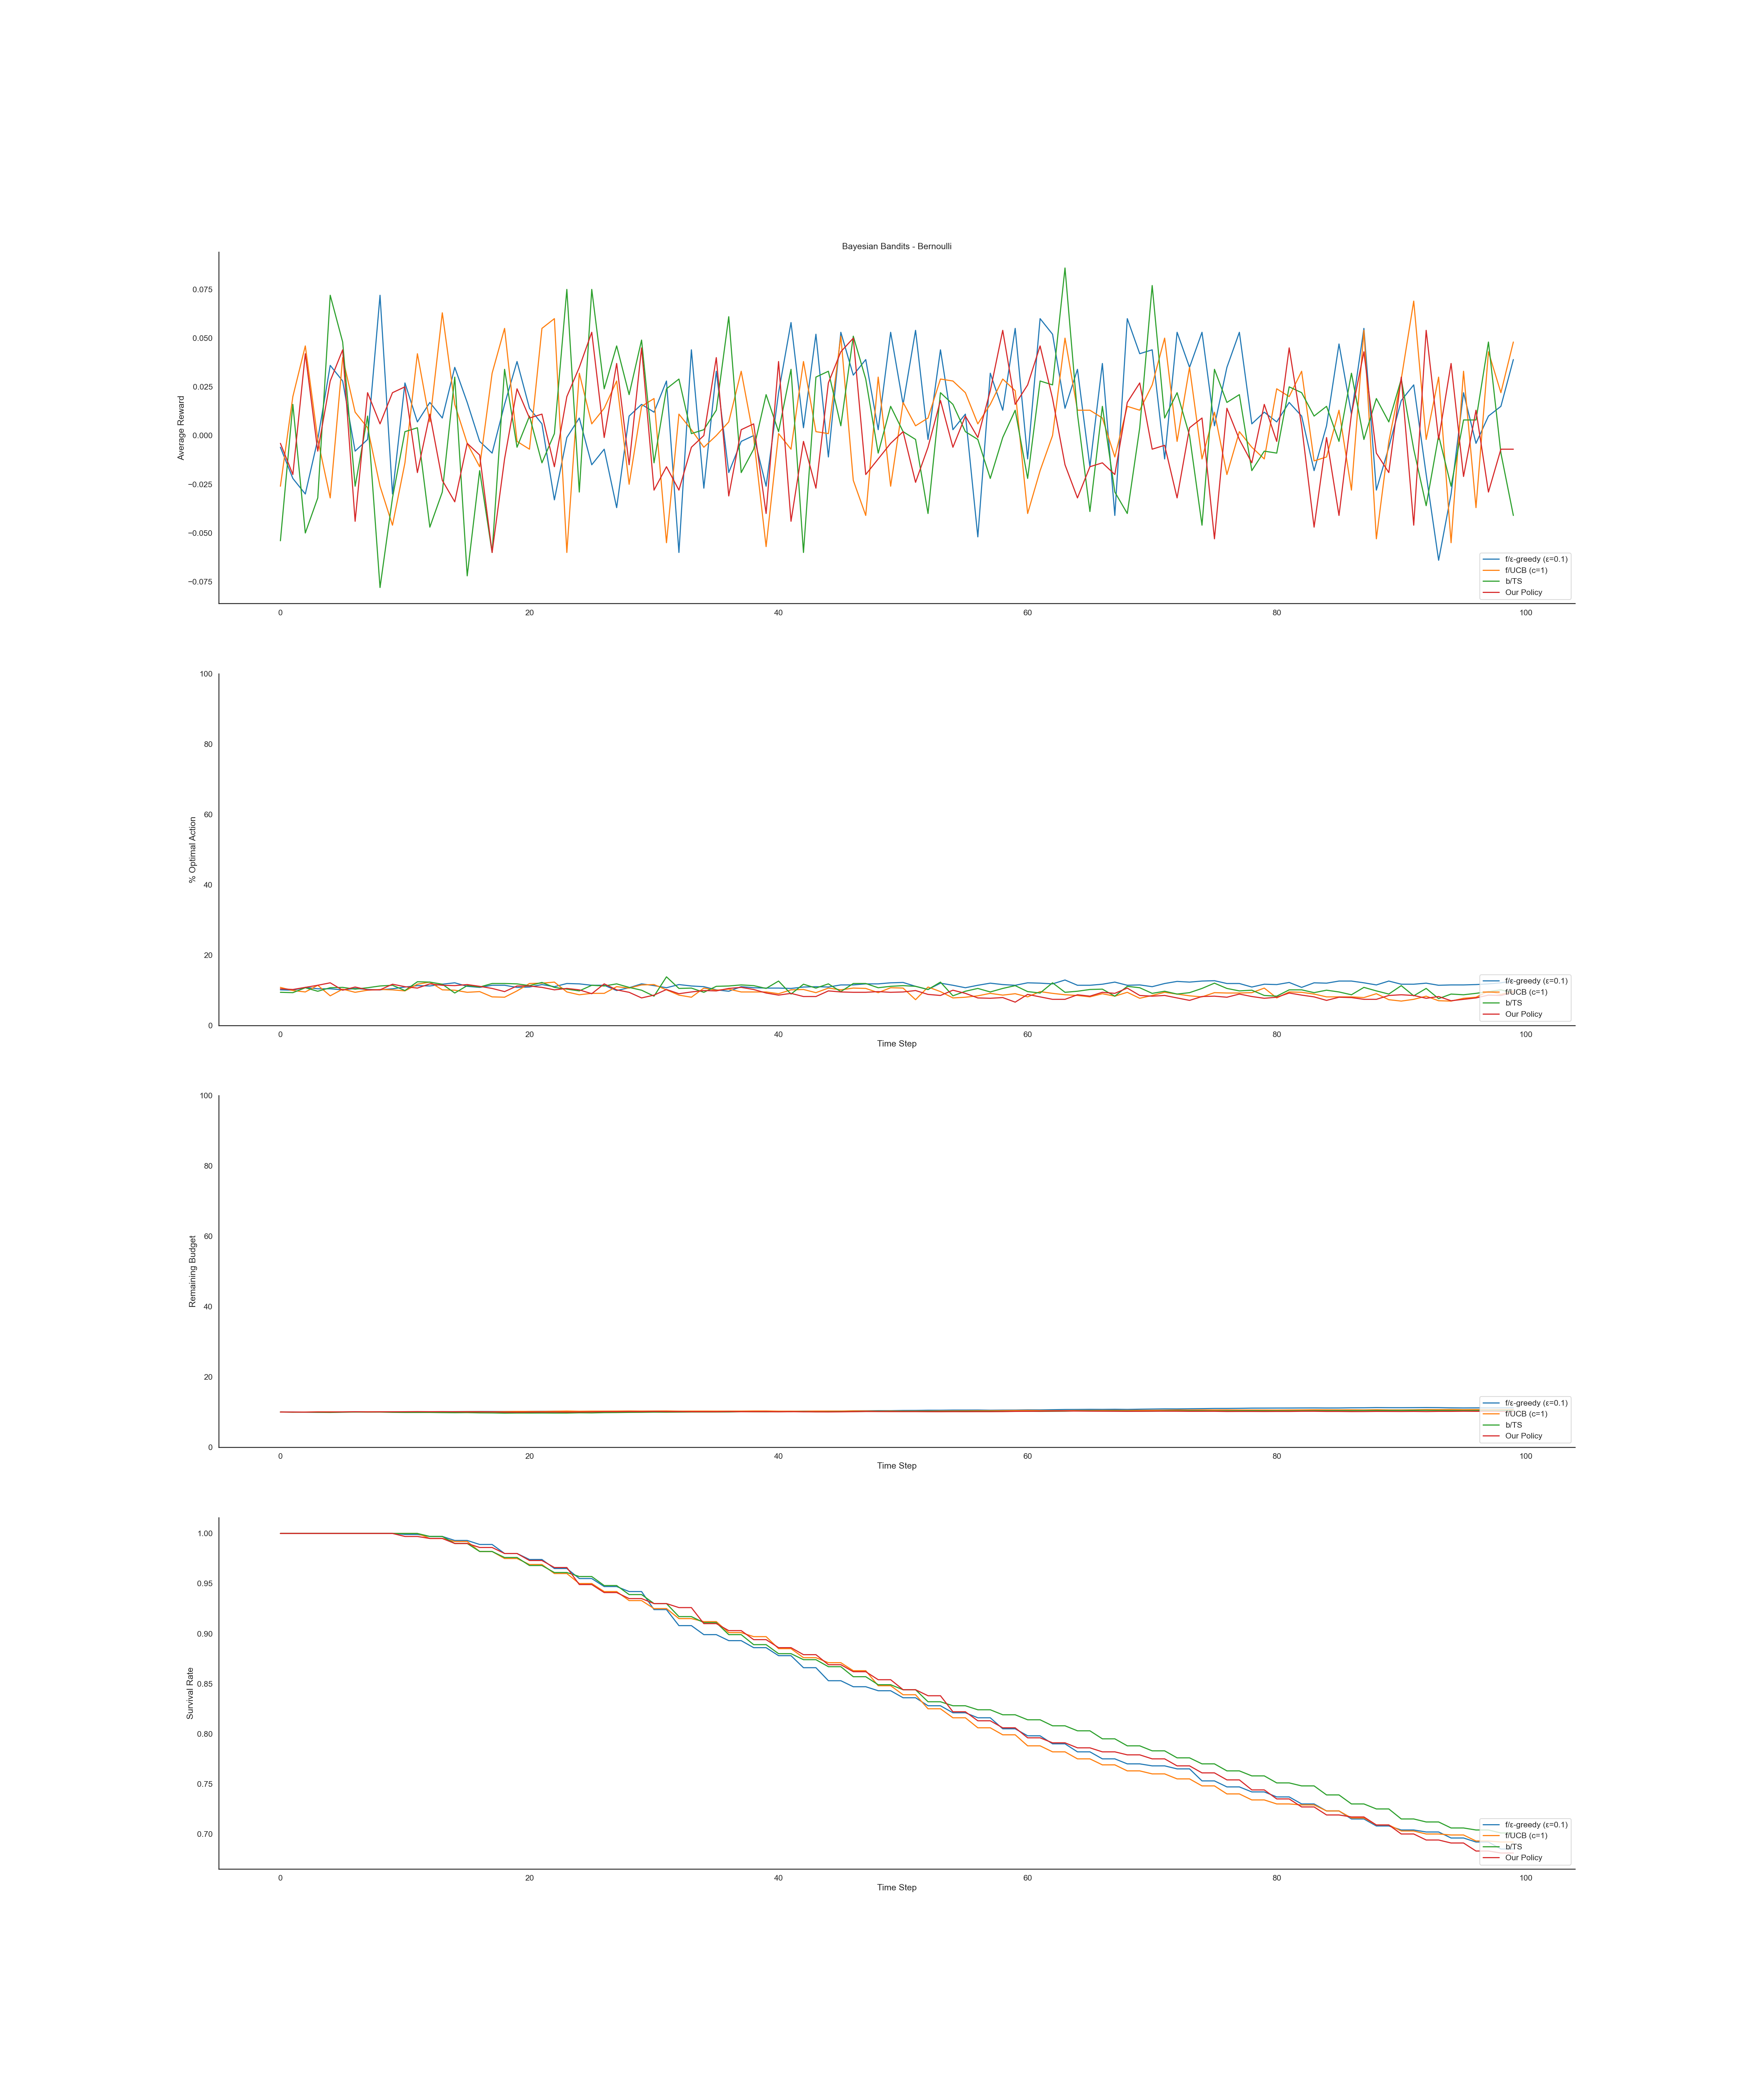 Bayesian Bandits - Bernoulli
Average Reward
0.075
0.050
0.025
0.000
−0.025
−0.050
−0.075
0 20 40 60 80 100
f/ε-greedy (ε=0.1)
f/UCB (c=1)
b/TS
Our Policy
% Optimal Action
100
80
60
40
20
0
0 20 40 60 80 100
Time Step
f/ε-greedy (ε=0.1)
f/UCB (c=1)
b/TS
Our Policy
Remaining Budget
100
80
60
40
20
0
0 20 40 60 80 100
Time Step
f/ε-greedy (ε=0.1)
f/UCB (c=1)
b/TS
Our Policy
Survival Rate
1.00
0.95
0.90
0.85
0.80
0.75
0.70
0 20 40 60 80 100
Time Step
f/ε-greedy (ε=0.1)
f/UCB (c=1)
b/TS
Our Policy